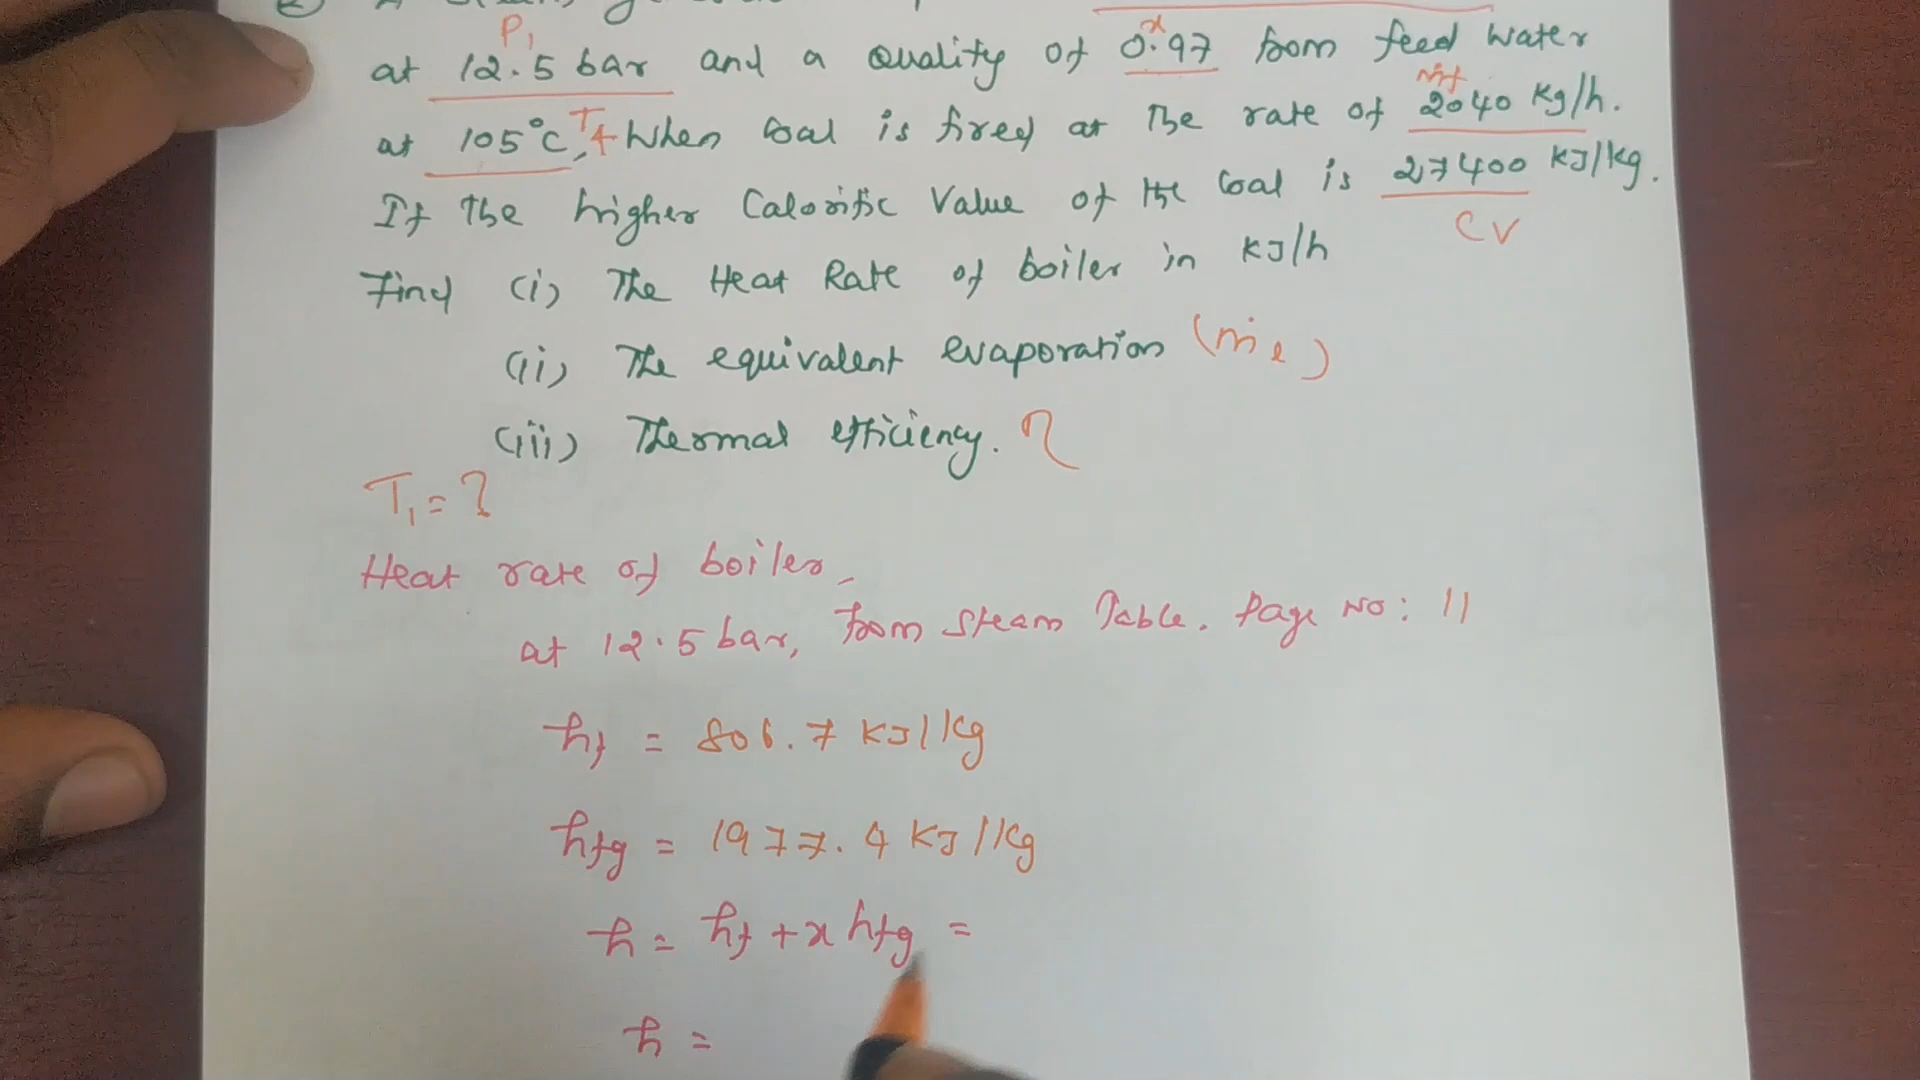 P1 x
at 12.5 bar and a quality of 0.97 from feed water
at 105°C, Tf when coal is fired at the rate of 2040 kg/h. mf
If the higher Calorific Value of the coal is 27400 kJ/kg.
CV
Find (i) The Heat Rate of boiler in kJ/h
(ii) The equivalent evaporation (ṁe)
(iii) Thermal efficiency. η
T1 = ?
Heat rate of boiler,
at 12.5 bar, from Steam Table. Page No: 11
hf = 806.7 kJ/kg
hfg = 1977.4 kJ/kg
h = hf + x hfg =
h =